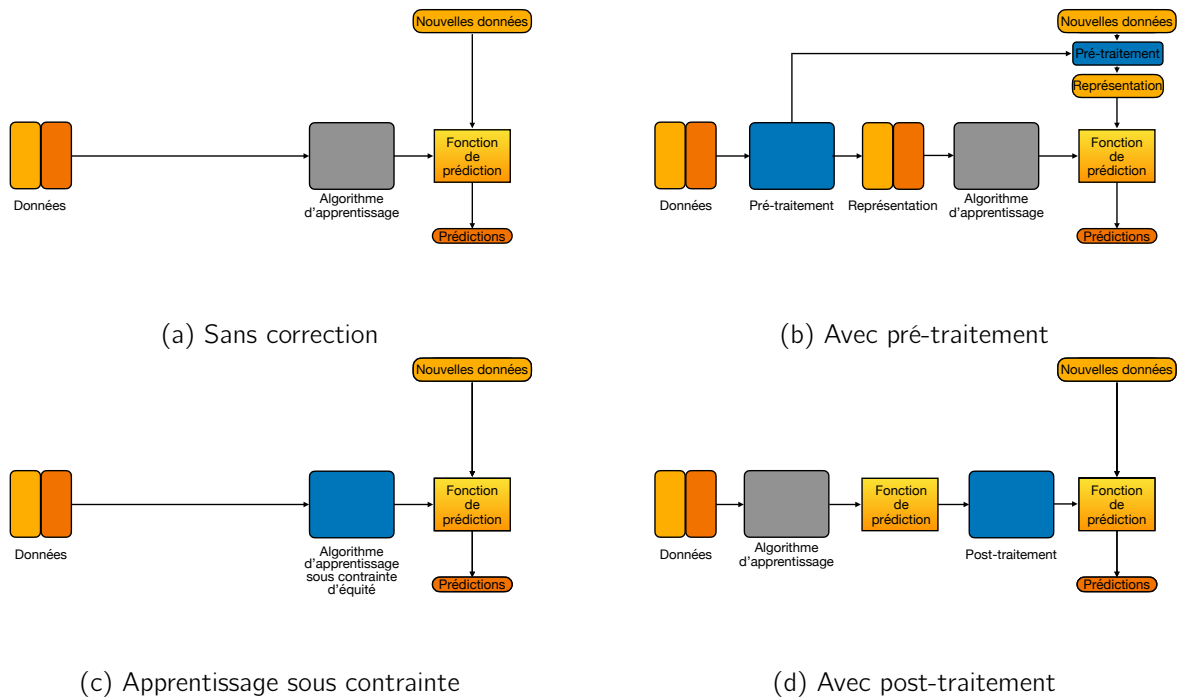 Nouvelles données
Fonction
de
prédiction
Données
Algorithme
d'apprentissage
Prédictions
(a) Sans correction
Nouvelles données
Pré-traitement
Représentation
Fonction
de
prédiction
Données
Pré-traitement
Représentation
Algorithme
d'apprentissage
Prédictions
(b) Avec pré-traitement
Nouvelles données
Fonction
de
prédiction
Données
Algorithme
d'apprentissage
sous contrainte
d'équité
Prédictions
(c) Apprentissage sous contrainte
Nouvelles données
Fonction
de
prédiction
Fonction
de
prédiction
Données
Algorithme
d'apprentissage
Post-traitement
Prédictions
(d) Avec post-traitement